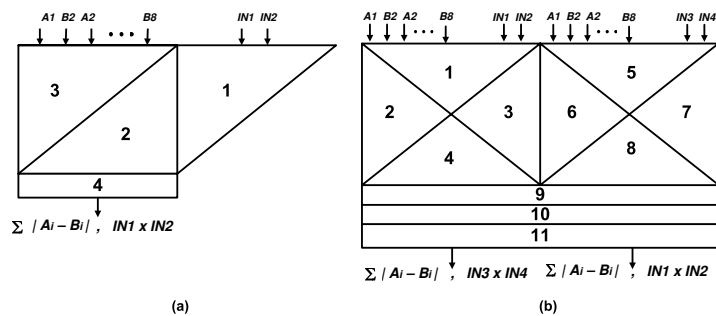 A1 B2 A2 ••• B8 IN1 IN2
3 1
2
4
Σ | Ai – Bi | , IN1 x IN2
(a)
A1 B2 A2 ••• B8 IN1 IN2 A1 B2 A2 ••• B8 IN3 IN4
1 5
2 3 6 7
4 8
9
10
11
Σ | Ai – Bi | , IN3 x IN4 Σ | Ai – Bi | , IN1 x IN2
(b)